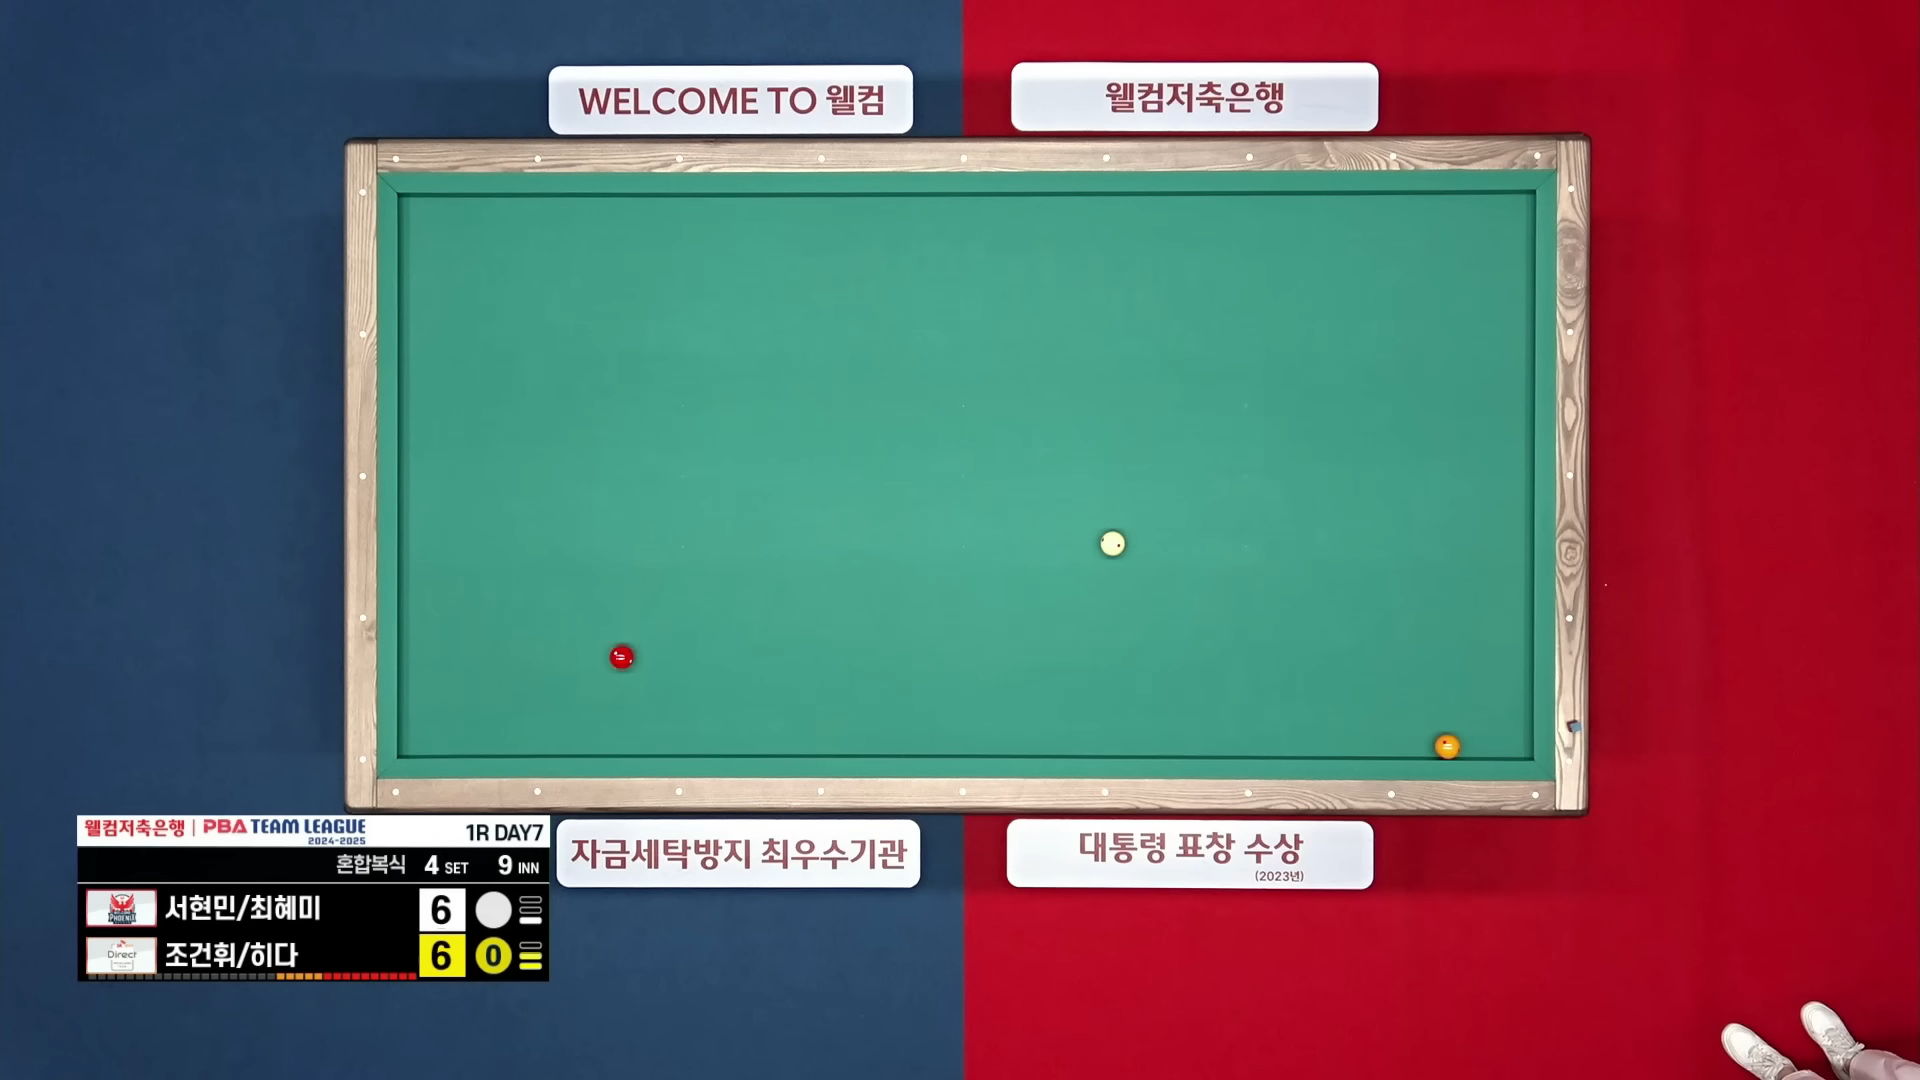 WELCOME TO 웰컴
웰컴저축은행
웰컴저축은행 | PBA TEAM LEAGUE
2024-2025
1R DAY7
혼합복식 4 SET 9 INN
PHOENIX
서현민/최혜미 6
Direct
조건휘/히다 6 0
자금세탁방지 최우수기관
대통령 표창 수상
(2023년)